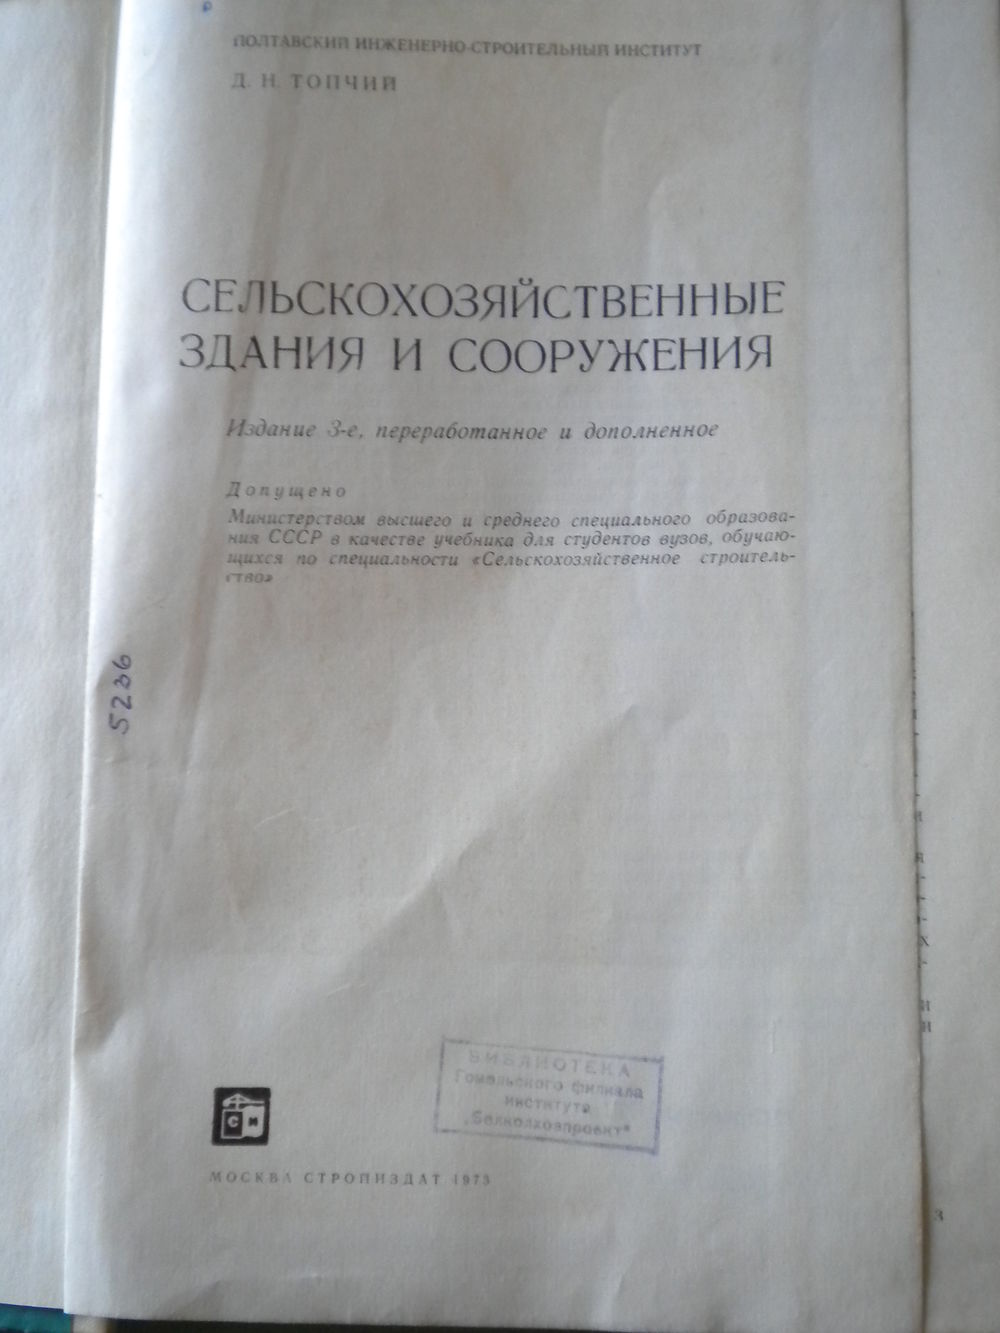 ПОЛТАВСКИЙ ИНЖЕНЕРНО-СТРОИТЕЛЬНЫЙ ИНСТИТУТ
Д. Н. ТОПЧИЙ
СЕЛЬСКОХОЗЯЙСТВЕННЫЕ
ЗДАНИЯ И СООРУЖЕНИЯ
Издание 3-е, переработанное и дополненное
Допущено
Министерством высшего и среднего специального образова-
ния СССР в качестве учебника для студентов вузов, обучаю-
щихся по специальности «Сельскохозяйственное строитель-
ство»
5236
БИБЛИОТЕКА
Гомельского филиала
института
„Белколхозпроект"
С И
МОСКВА СТРОЙИЗДАТ 1973
3